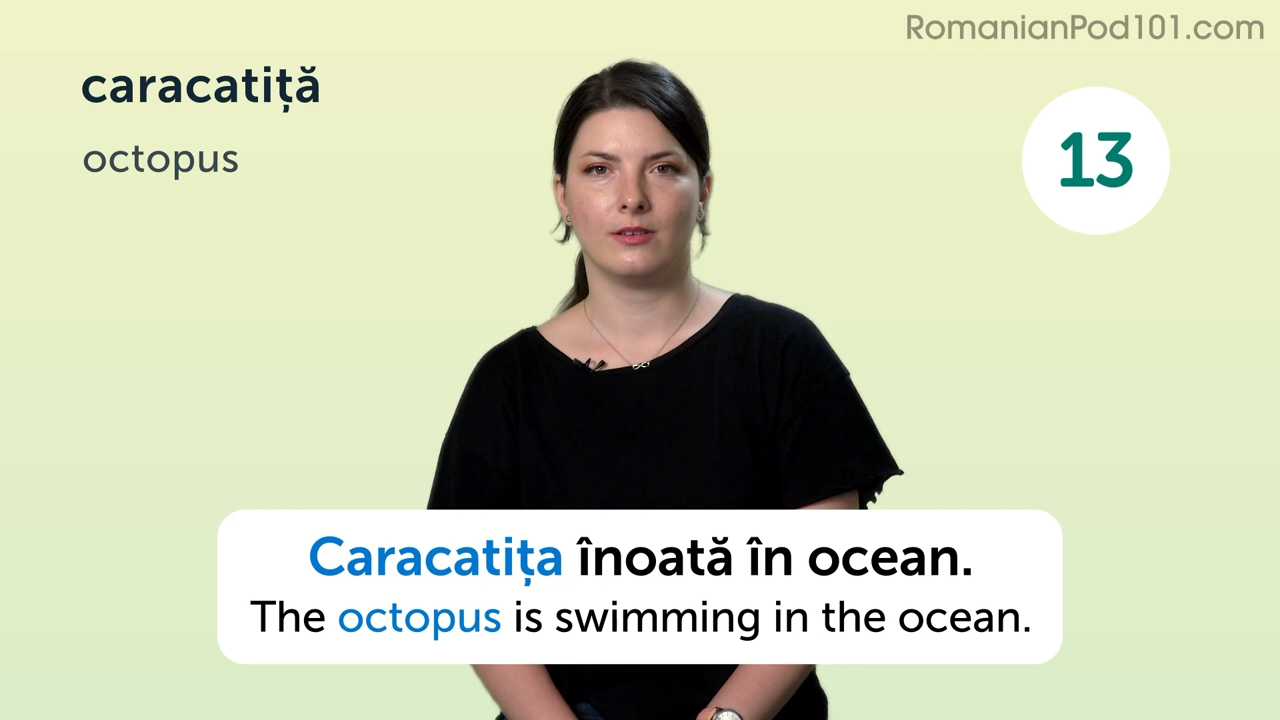 RomanianPod101.com
caracatiță
octopus
13
Caracatița înoată în ocean.
The octopus is swimming in the ocean.